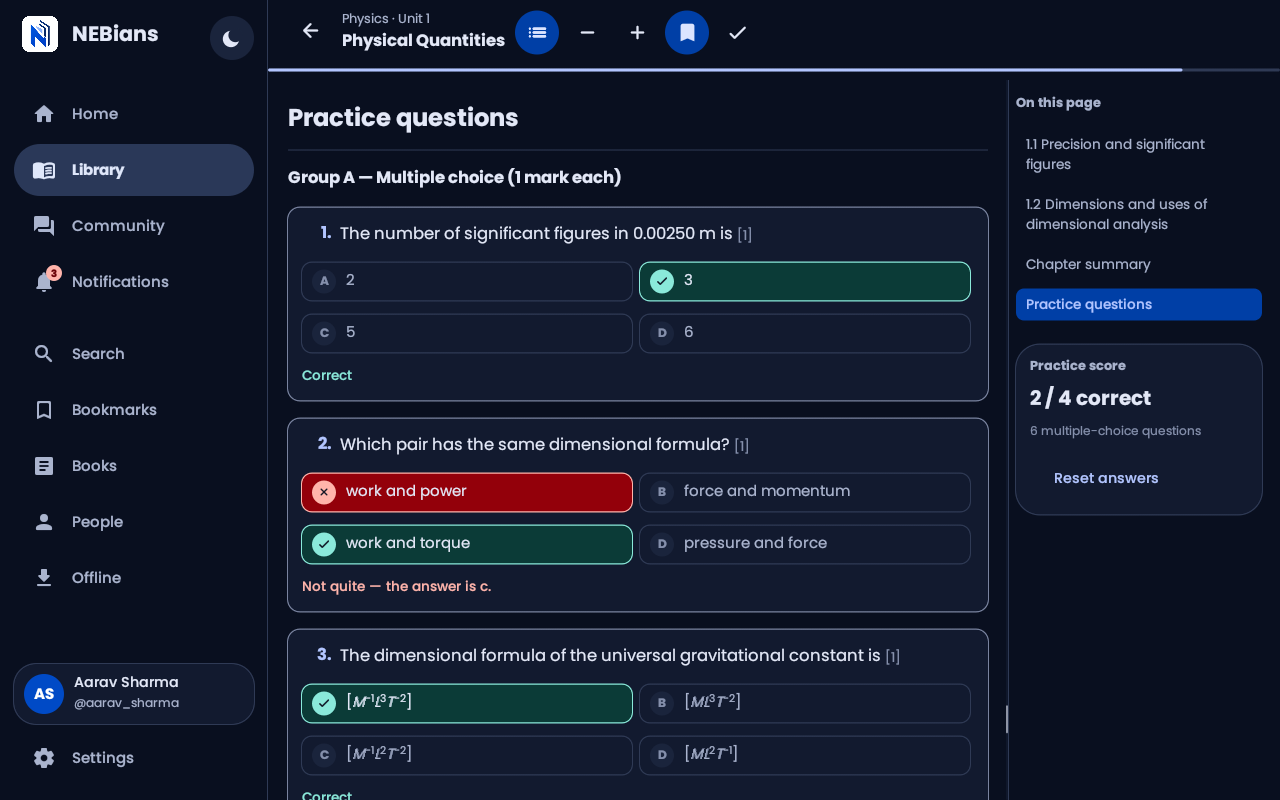 NEBians
Home
Library
Community
3
Notifications
Search
Bookmarks
Books
People
Offline
AS
Aarav Sharma
@aarav_sharma
Settings
Physics · Unit 1
Physical Quantities
Practice questions
Group A — Multiple choice (1 mark each)
1. The number of significant figures in 0.00250 m is [1]
A 2
3
C 5
D 6
Correct
2. Which pair has the same dimensional formula? [1]
work and power
B force and momentum
work and torque
D pressure and force
Not quite — the answer is c.
3. The dimensional formula of the universal gravitational constant is [1]
[M⁻¹L³T⁻²]
B [ML³T⁻²]
C [M⁻¹L²T⁻²]
D [ML²T⁻¹]
Correct
On this page
1.1 Precision and significant
figures
1.2 Dimensions and uses of
dimensional analysis
Chapter summary
Practice questions
Practice score
2 / 4 correct
6 multiple-choice questions
Reset answers